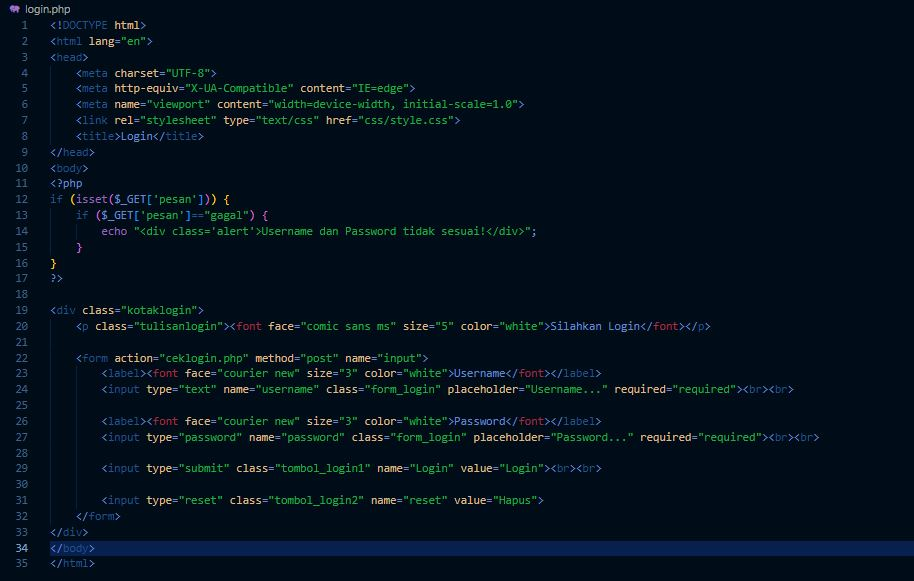 login.php
1 <!DOCTYPE html>
2 <html lang="en">
3 <head>
4 <meta charset="UTF-8">
5 <meta http-equiv="X-UA-Compatible" content="IE=edge">
6 <meta name="viewport" content="width=device-width, initial-scale=1.0">
7 <link rel="stylesheet" type="text/css" href="css/style.css">
8 <title>Login</title>
9 </head>
10 <body>
11 <?php
12 if (isset($_GET['pesan'])) {
13 if ($_GET['pesan']=="gagal") {
14 echo "<div class='alert'>Username dan Password tidak sesuai!</div>";
15 }
16 }
17 ?>
18
19 <div class="kotaklogin">
20 <p class="tulisanlogin"><font face="comic sans ms" size="5" color="white">Silahkan Login</font></p>
21
22 <form action="ceklogin.php" method="post" name="input">
23 <label><font face="courier new" size="3" color="white">Username</font></label>
24 <input type="text" name="username" class="form_login" placeholder="Username..." required="required"><br><br>
25
26 <label><font face="courier new" size="3" color="white">Password</font></label>
27 <input type="password" name="password" class="form_login" placeholder="Password..." required="required"><br><br>
28
29 <input type="submit" class="tombol_login1" name="Login" value="Login"><br><br>
30
31 <input type="reset" class="tombol_login2" name="reset" value="Hapus">
32 </form>
33 </div>
34 </body>
35 </html>